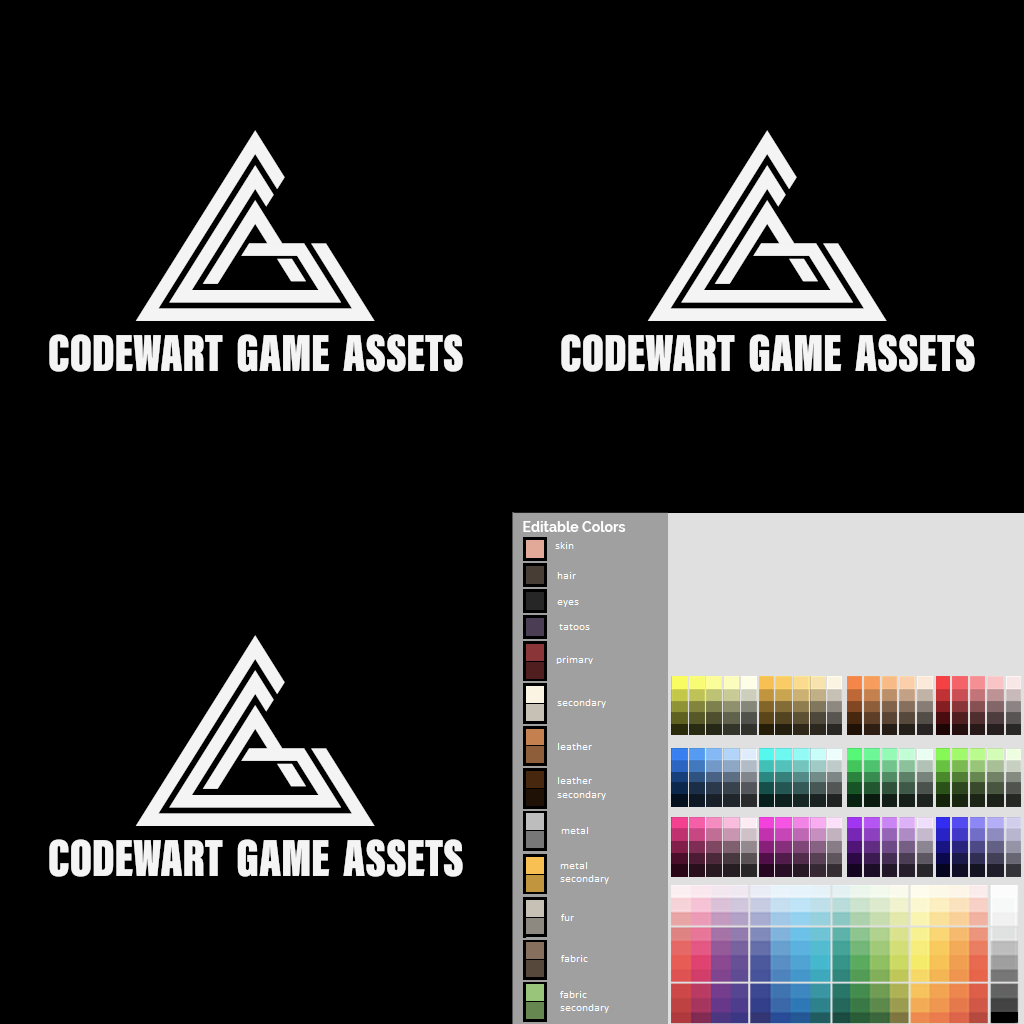 CODEWART GAME ASSETS
CODEWART GAME ASSETS
CODEWART GAME ASSETS
Editable Colors
skin
hair
eyes
tatoos
primary
secondary
leather
leather
secondary
metal
metal
secondary
fur
fabric
fabric
secondary